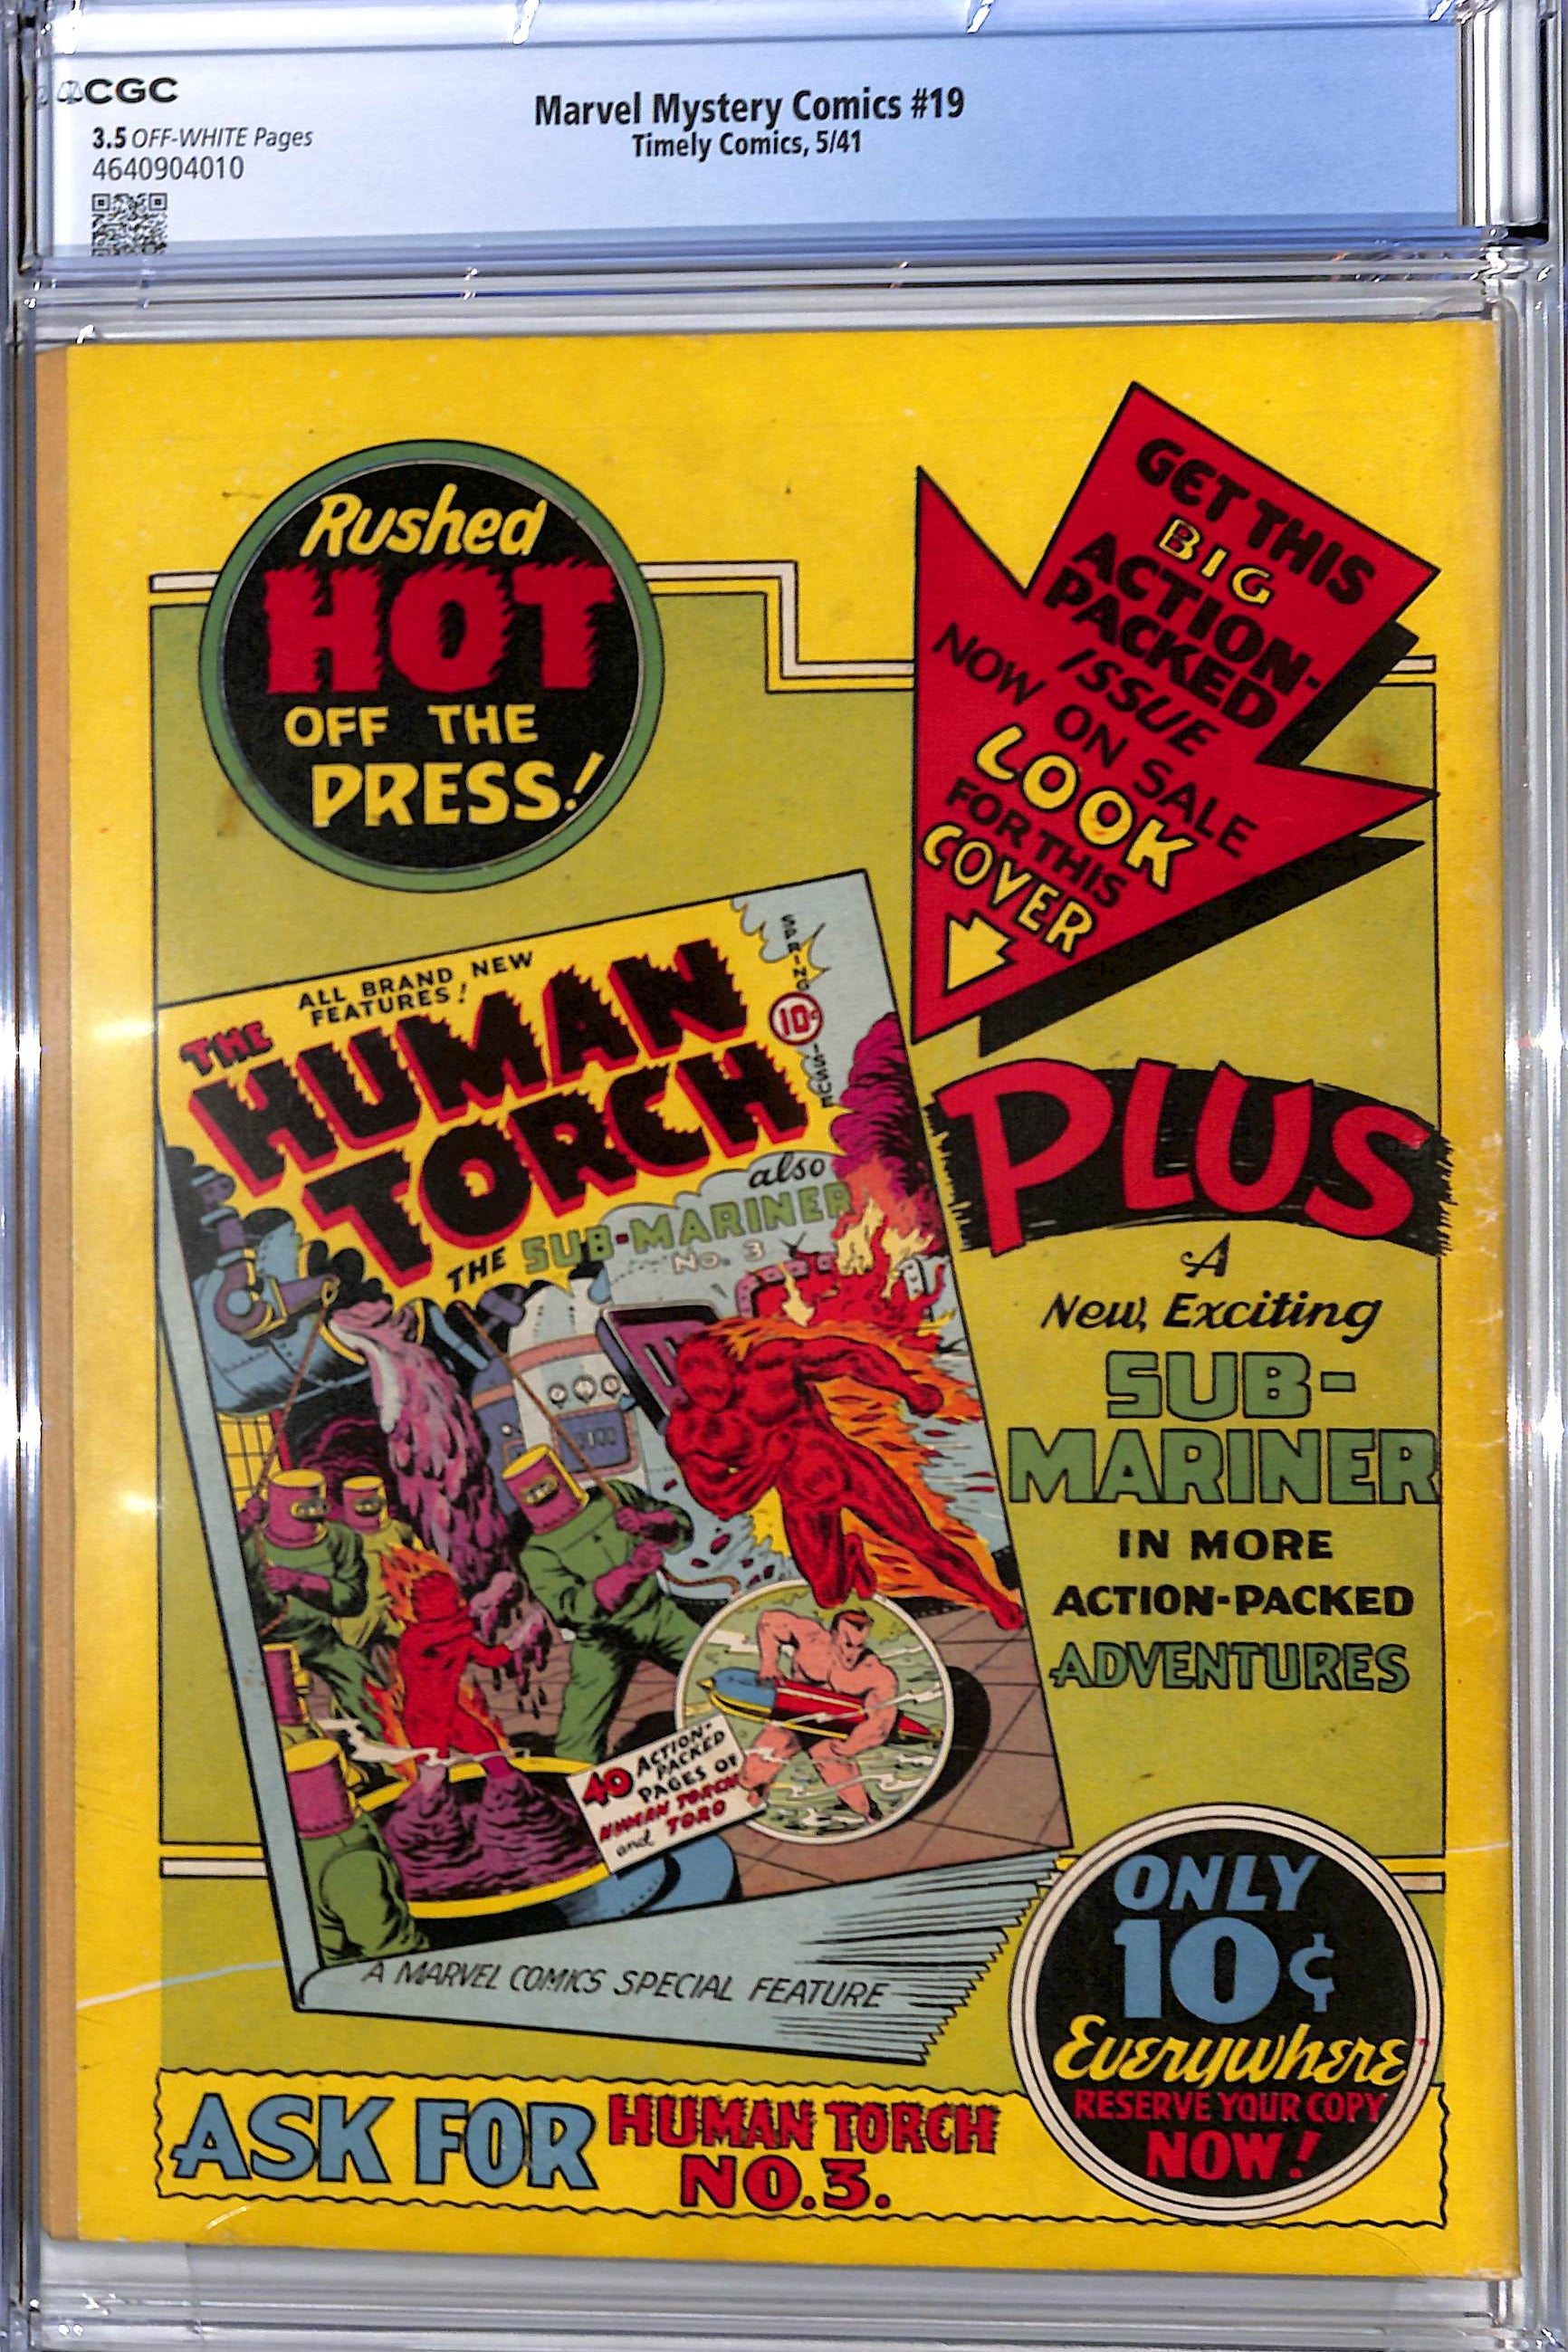 CGC
3.5 OFF-WHITE Pages
4640904010
Marvel Mystery Comics #19
Timely Comics, 5/41
Rushed
HOT
OFF THE
PRESS!
GET THIS
BIG
ACTION-
PACKED
ISSUE
NOW ON SALE
LOOK
FOR THIS
COVER
ALL BRAND NEW
FEATURES!
SPRING
10¢
ISSUE
THE
HUMAN
TORCH
also
THE SUB-MARINER
No. 3
40 ACTION-
PACKED
PAGES OF
HUMAN TORCH
and TORO
A MARVEL COMICS SPECIAL FEATURE
PLUS
A
New, Exciting
SUB-
MARINER
IN MORE
ACTION-PACKED
ADVENTURES
ONLY
10¢
Everywhere
RESERVE YOUR COPY
NOW!
ASK FOR HUMAN TORCH
NO.3.